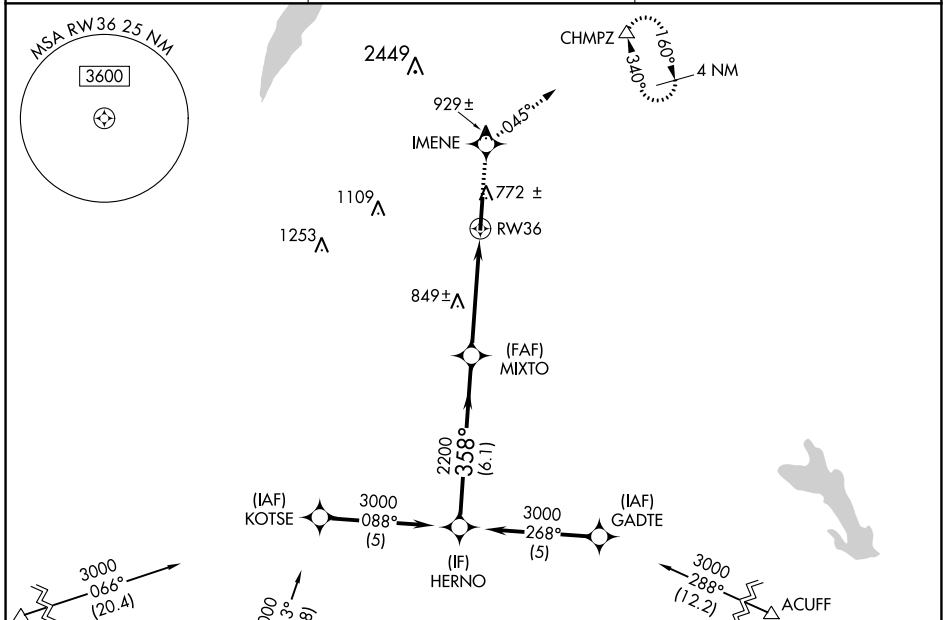 MSA RW36 25 NM
3600
2449
CHMPZ
160°
340°
4 NM
929±
045°
IMENE
772 ±
1109
RW36
1253
849±
(FAF)
MIXTO
2200
358°
(6.1)
(IAF)
KOTSE
3000
088°
(5)
3000
268°
(5)
(IAF)
GADTE
(IF)
HERNO
3000
066°
(20.4)
3000
288°
(12.2)
ACUFF